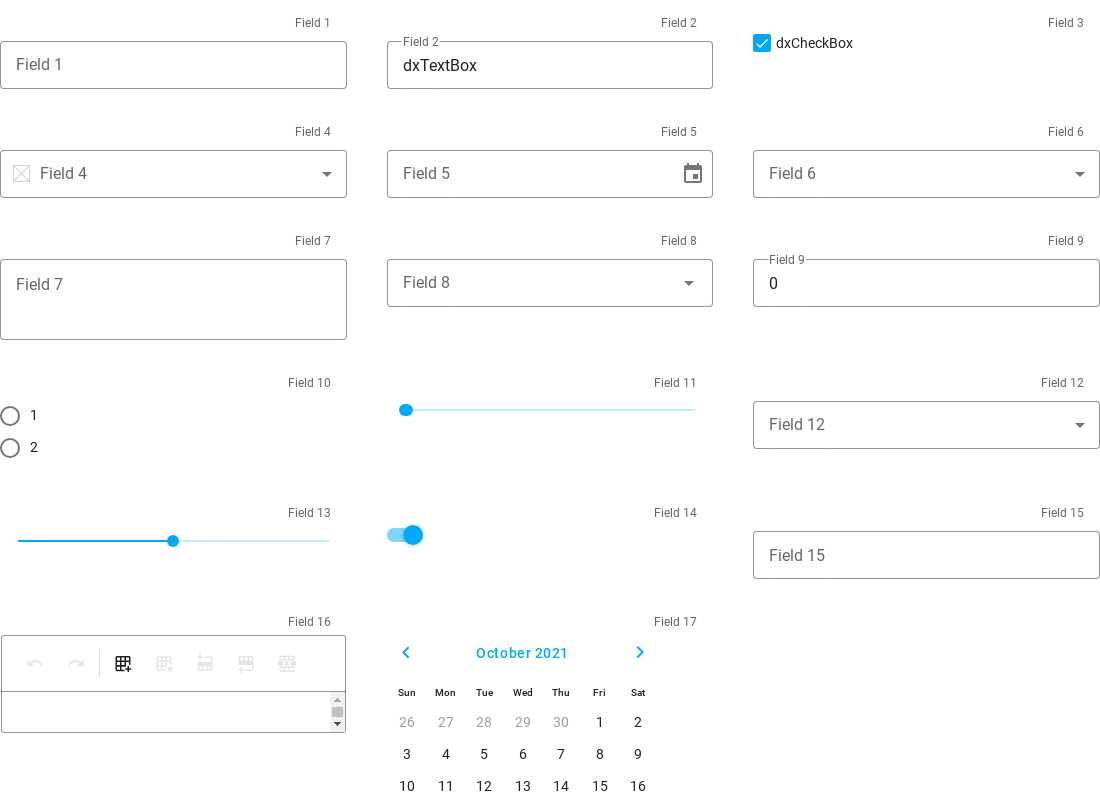 Field 1 Field 2 Field 3
Field 1 Field 2 dxTextBox dxCheckBox
Field 4 Field 5 Field 6
Field 4 Field 5 Field 6
Field 7 Field 8 Field 9
Field 7 Field 8 Field 9 0
Field 10 Field 11 Field 12
1
2
Field 12
Field 13 Field 14 Field 15
Field 15
Field 16 Field 17
October 2021
Sun Mon Tue Wed Thu Fri Sat
26 27 28 29 30 1 2
3 4 5 6 7 8 9
10 11 12 13 14 15 16